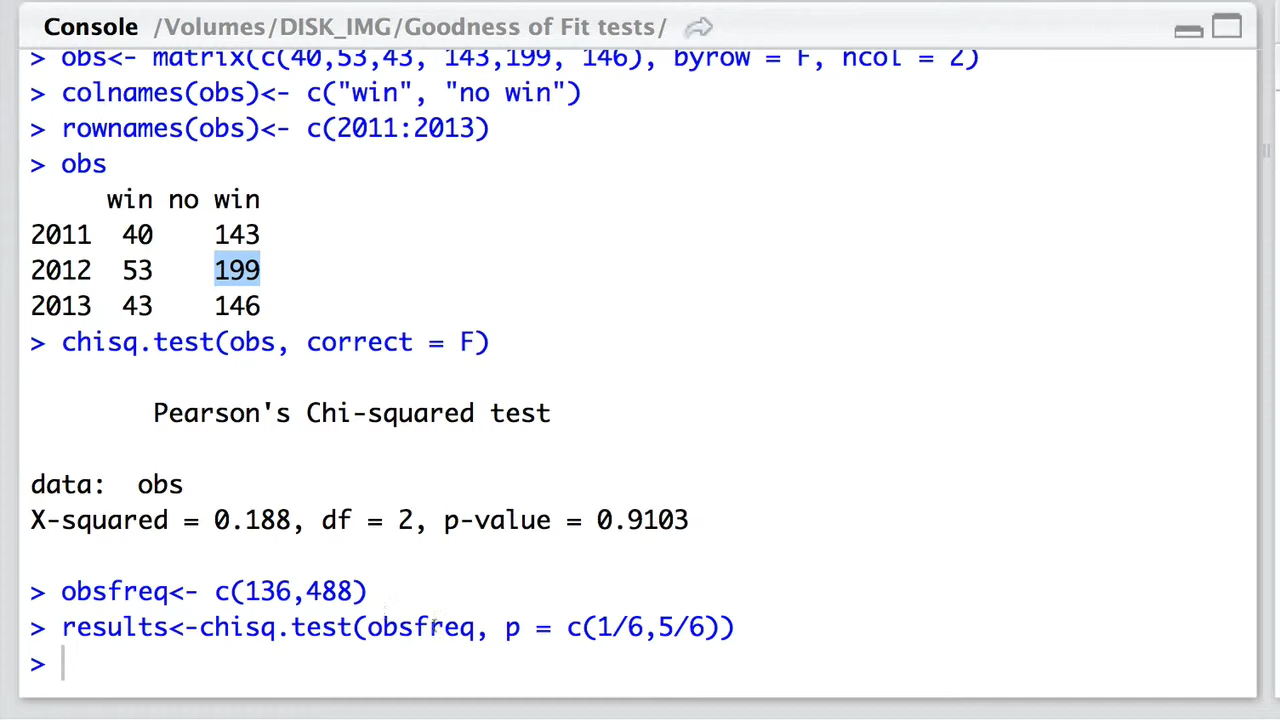 Console /Volumes/DISK_IMG/Goodness of Fit tests/
> obs<- matrix(c(40,53,43, 143,199, 146), byrow = F, ncol = 2)
> colnames(obs)<- c("win", "no win")
> rownames(obs)<- c(2011:2013)
> obs
win no win
2011 40 143
2012 53 199
2013 43 146
> chisq.test(obs, correct = F)
Pearson's Chi-squared test
data: obs
X-squared = 0.188, df = 2, p-value = 0.9103
> obsfreq<- c(136,488)
> results<-chisq.test(obsfreq, p = c(1/6,5/6))
>